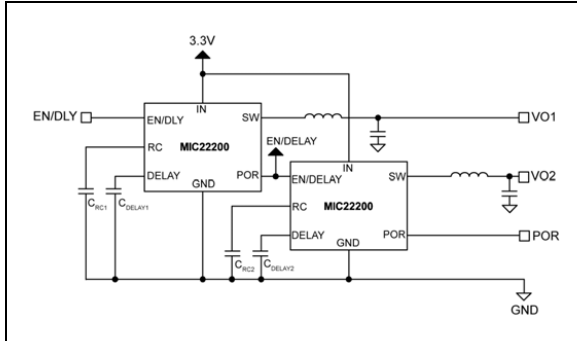 3.3V
EN/DLY
EN/DLY
IN
SW
VO1
RC
MIC22200
EN/DELAY
DELAY
POR
GND
IN
EN/DELAY
SW
VO2
RC
MIC22200
DELAY
POR
POR
GND
CRC1
CDELAY1
CRC2
CDELAY2
GND